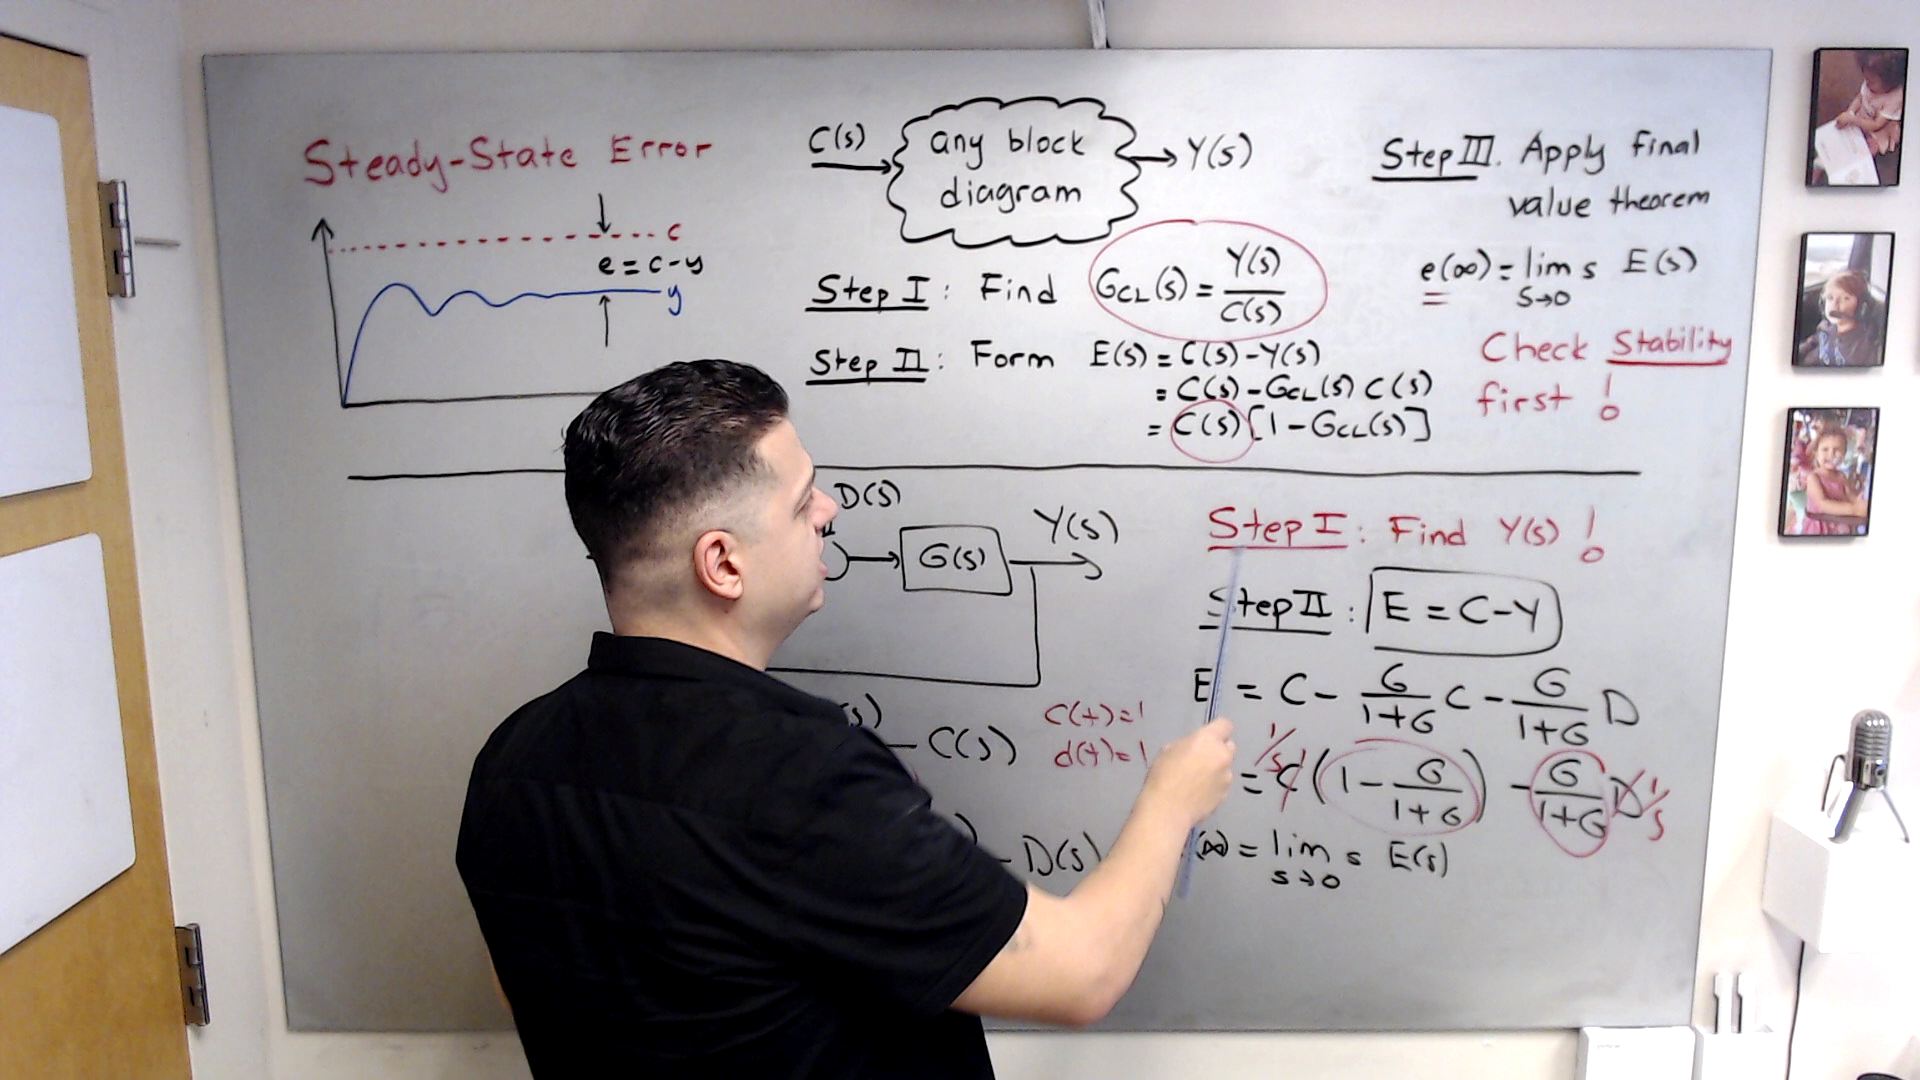 Steady-State Error
c
e = c - y
y
C(s)
any block
diagram
Y(s)
Step I : Find GCL(s) = Y(s) / C(s)
Step II : Form E(s) = C(s) - Y(s)
= C(s) - GCL(s) C(s)
= C(s) [1 - GCL(s)]
Step III. Apply final
value theorem
e(∞) = lim s E(s)
s→0
Check Stability
first !
D(s)
G(s)
Y(s)
C(s)
c(t) = 1
d(t) = 1
D(s)
Step I : Find Y(s) !
Step II : E = C - Y
E = C - G/1+G C - G/1+G D
1/s = C (1 - G/1+G) - G/1+G D 1/s
(∞) = lim s E(s)
s→0